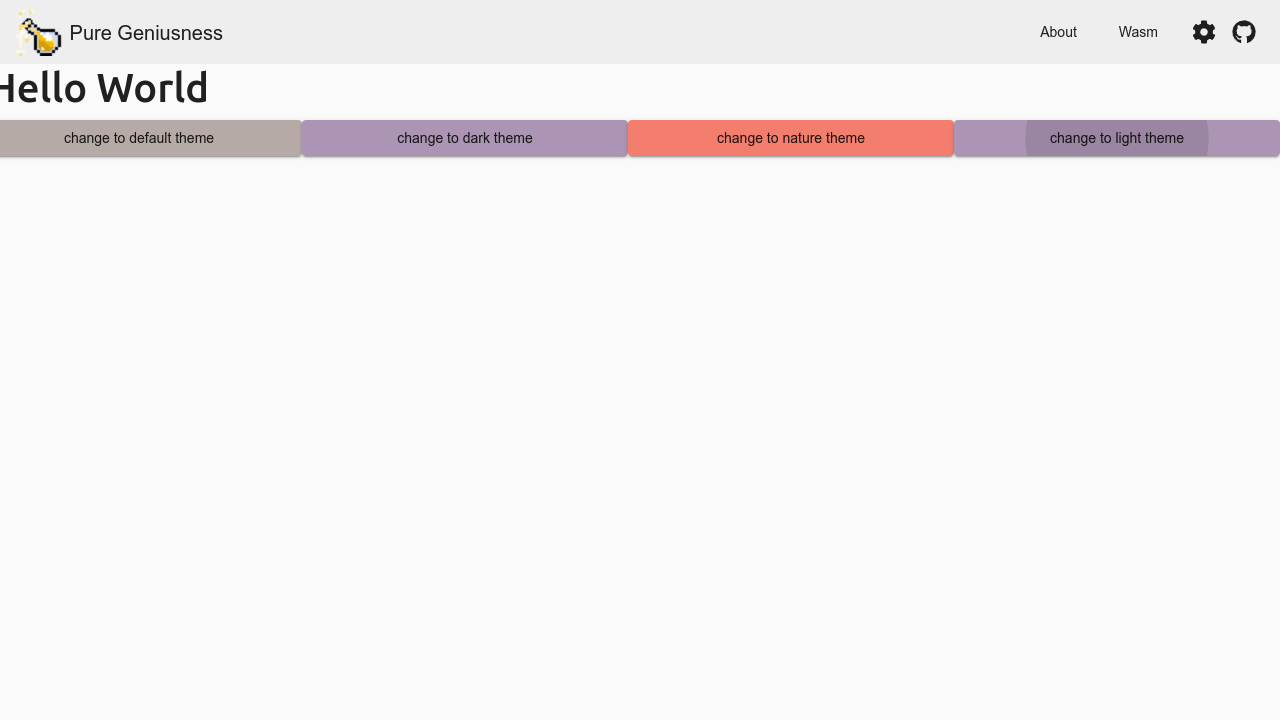 Pure Geniusness
About
Wasm
Hello World
change to default theme
change to dark theme
change to nature theme
change to light theme